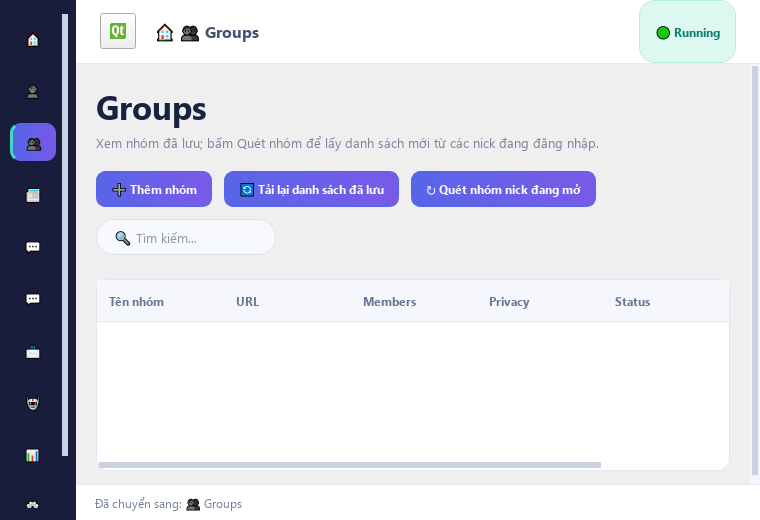 Qt
Groups
Running
Groups
Xem nhóm đã lưu; bấm Quét nhóm để lấy danh sách mới từ các nick đang đăng nhập.
Thêm nhóm
Tải lại danh sách đã lưu
↻ Quét nhóm nick đang mở
Tìm kiếm...
Tên nhóm URL Members Privacy Status
Đã chuyển sang: 👥 Groups